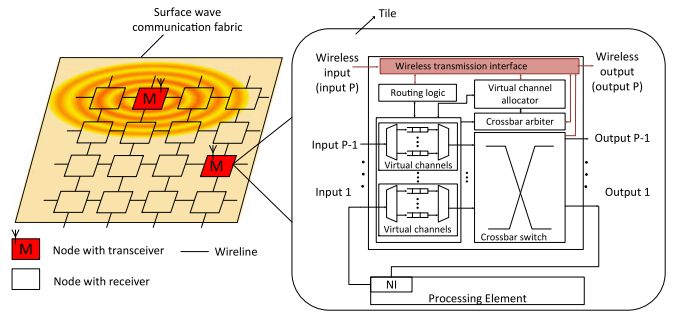 Surface wave
communication fabric
Tile
M
M
M
Node with transceiver
Wireline
Node with receiver
Wireless
input
(input P)
Wireless transmission interface
Wireless
output
(output P)
Routing logic
Virtual channel
allocator
Crossbar arbiter
Input P-1
Virtual channels
Output P-1
Input 1
Virtual channels
Output 1
Crossbar switch
NI
Processing Element